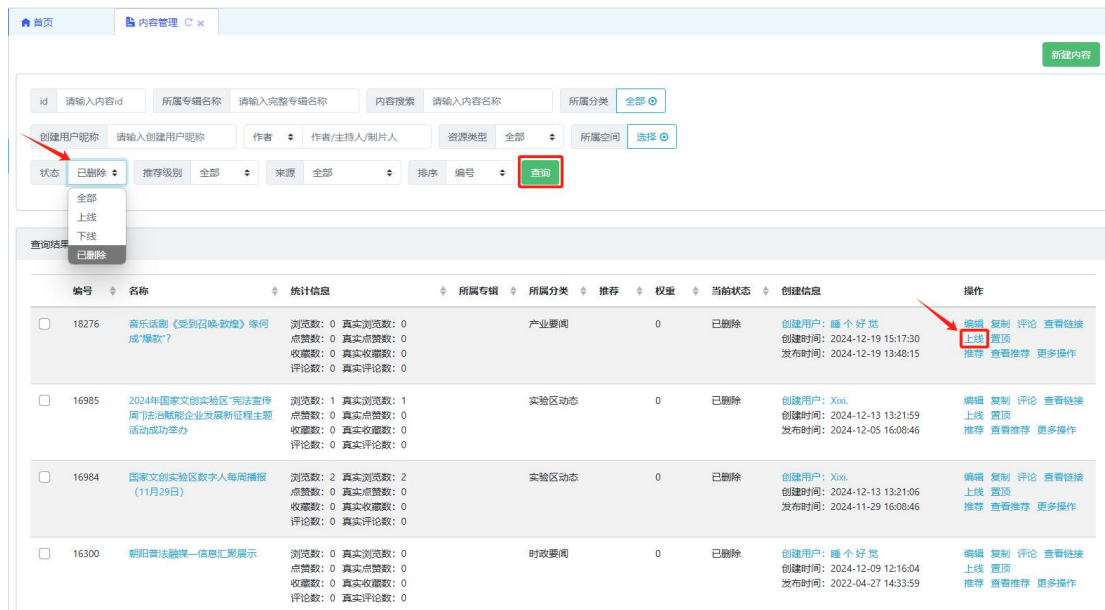 首页 内容管理
新建内容
id 请输入内容id 所属专辑名称 请输入完整专辑名称 内容搜索 请输入内容名称 所属分类 全部
创建用户昵称 请输入创建用户昵称 作者 作者/主持人/制片人 资源类型 全部 所属空间 选择
状态 已删除 推荐级别 全部 来源 全部 排序 编号 查询
全部
上线
下线
已删除
查询结果
编号 名称 统计信息 所属专辑 所属分类 推荐 权重 当前状态 创建信息 操作
18276 音乐话剧《受到召唤·敦煌》缘何 浏览数：0 真实浏览数：0 产业要闻 0 已删除 创建用户：睡个好觉 编辑 复制 评论 查看链接
成“爆款”？ 点赞数：0 真实点赞数：0 创建时间：2024-12-19 15:17:30 上线 置顶
收藏数：0 真实收藏数：0 发布时间：2024-12-19 13:48:15 推荐 查看推荐 更多操作
评论数：0 真实评论数：0
16985 2024年国家文创实验区“宪法宣传 浏览数：1 真实浏览数：1 实验区动态 0 已删除 创建用户：Xixi. 编辑 复制 评论 查看链接
周”|法治赋能企业发展新征程主题 点赞数：0 真实点赞数：0 创建时间：2024-12-13 13:21:59 上线 置顶
活动成功举办 收藏数：0 真实收藏数：0 发布时间：2024-12-05 16:08:46 推荐 查看推荐 更多操作
评论数：0 真实评论数：0
16984 国家文创实验区数字人每周播报 浏览数：2 真实浏览数：2 实验区动态 0 已删除 创建用户：Xixi. 编辑 复制 评论 查看链接
（11月29日） 点赞数：0 真实点赞数：0 创建时间：2024-12-13 13:21:06 上线 置顶
收藏数：0 真实收藏数：0 发布时间：2024-11-29 16:08:46 推荐 查看推荐 更多操作
评论数：0 真实评论数：0
16300 朝阳普法融媒—信息汇聚展示 浏览数：0 真实浏览数：0 时政要闻 0 已删除 创建用户：睡个好觉 编辑 复制 评论 查看链接
点赞数：0 真实点赞数：0 创建时间：2024-12-09 12:16:04 上线 置顶
收藏数：0 真实收藏数：0 发布时间：2022-04-27 14:33:59 推荐 查看推荐 更多操作
评论数：0 真实评论数：0